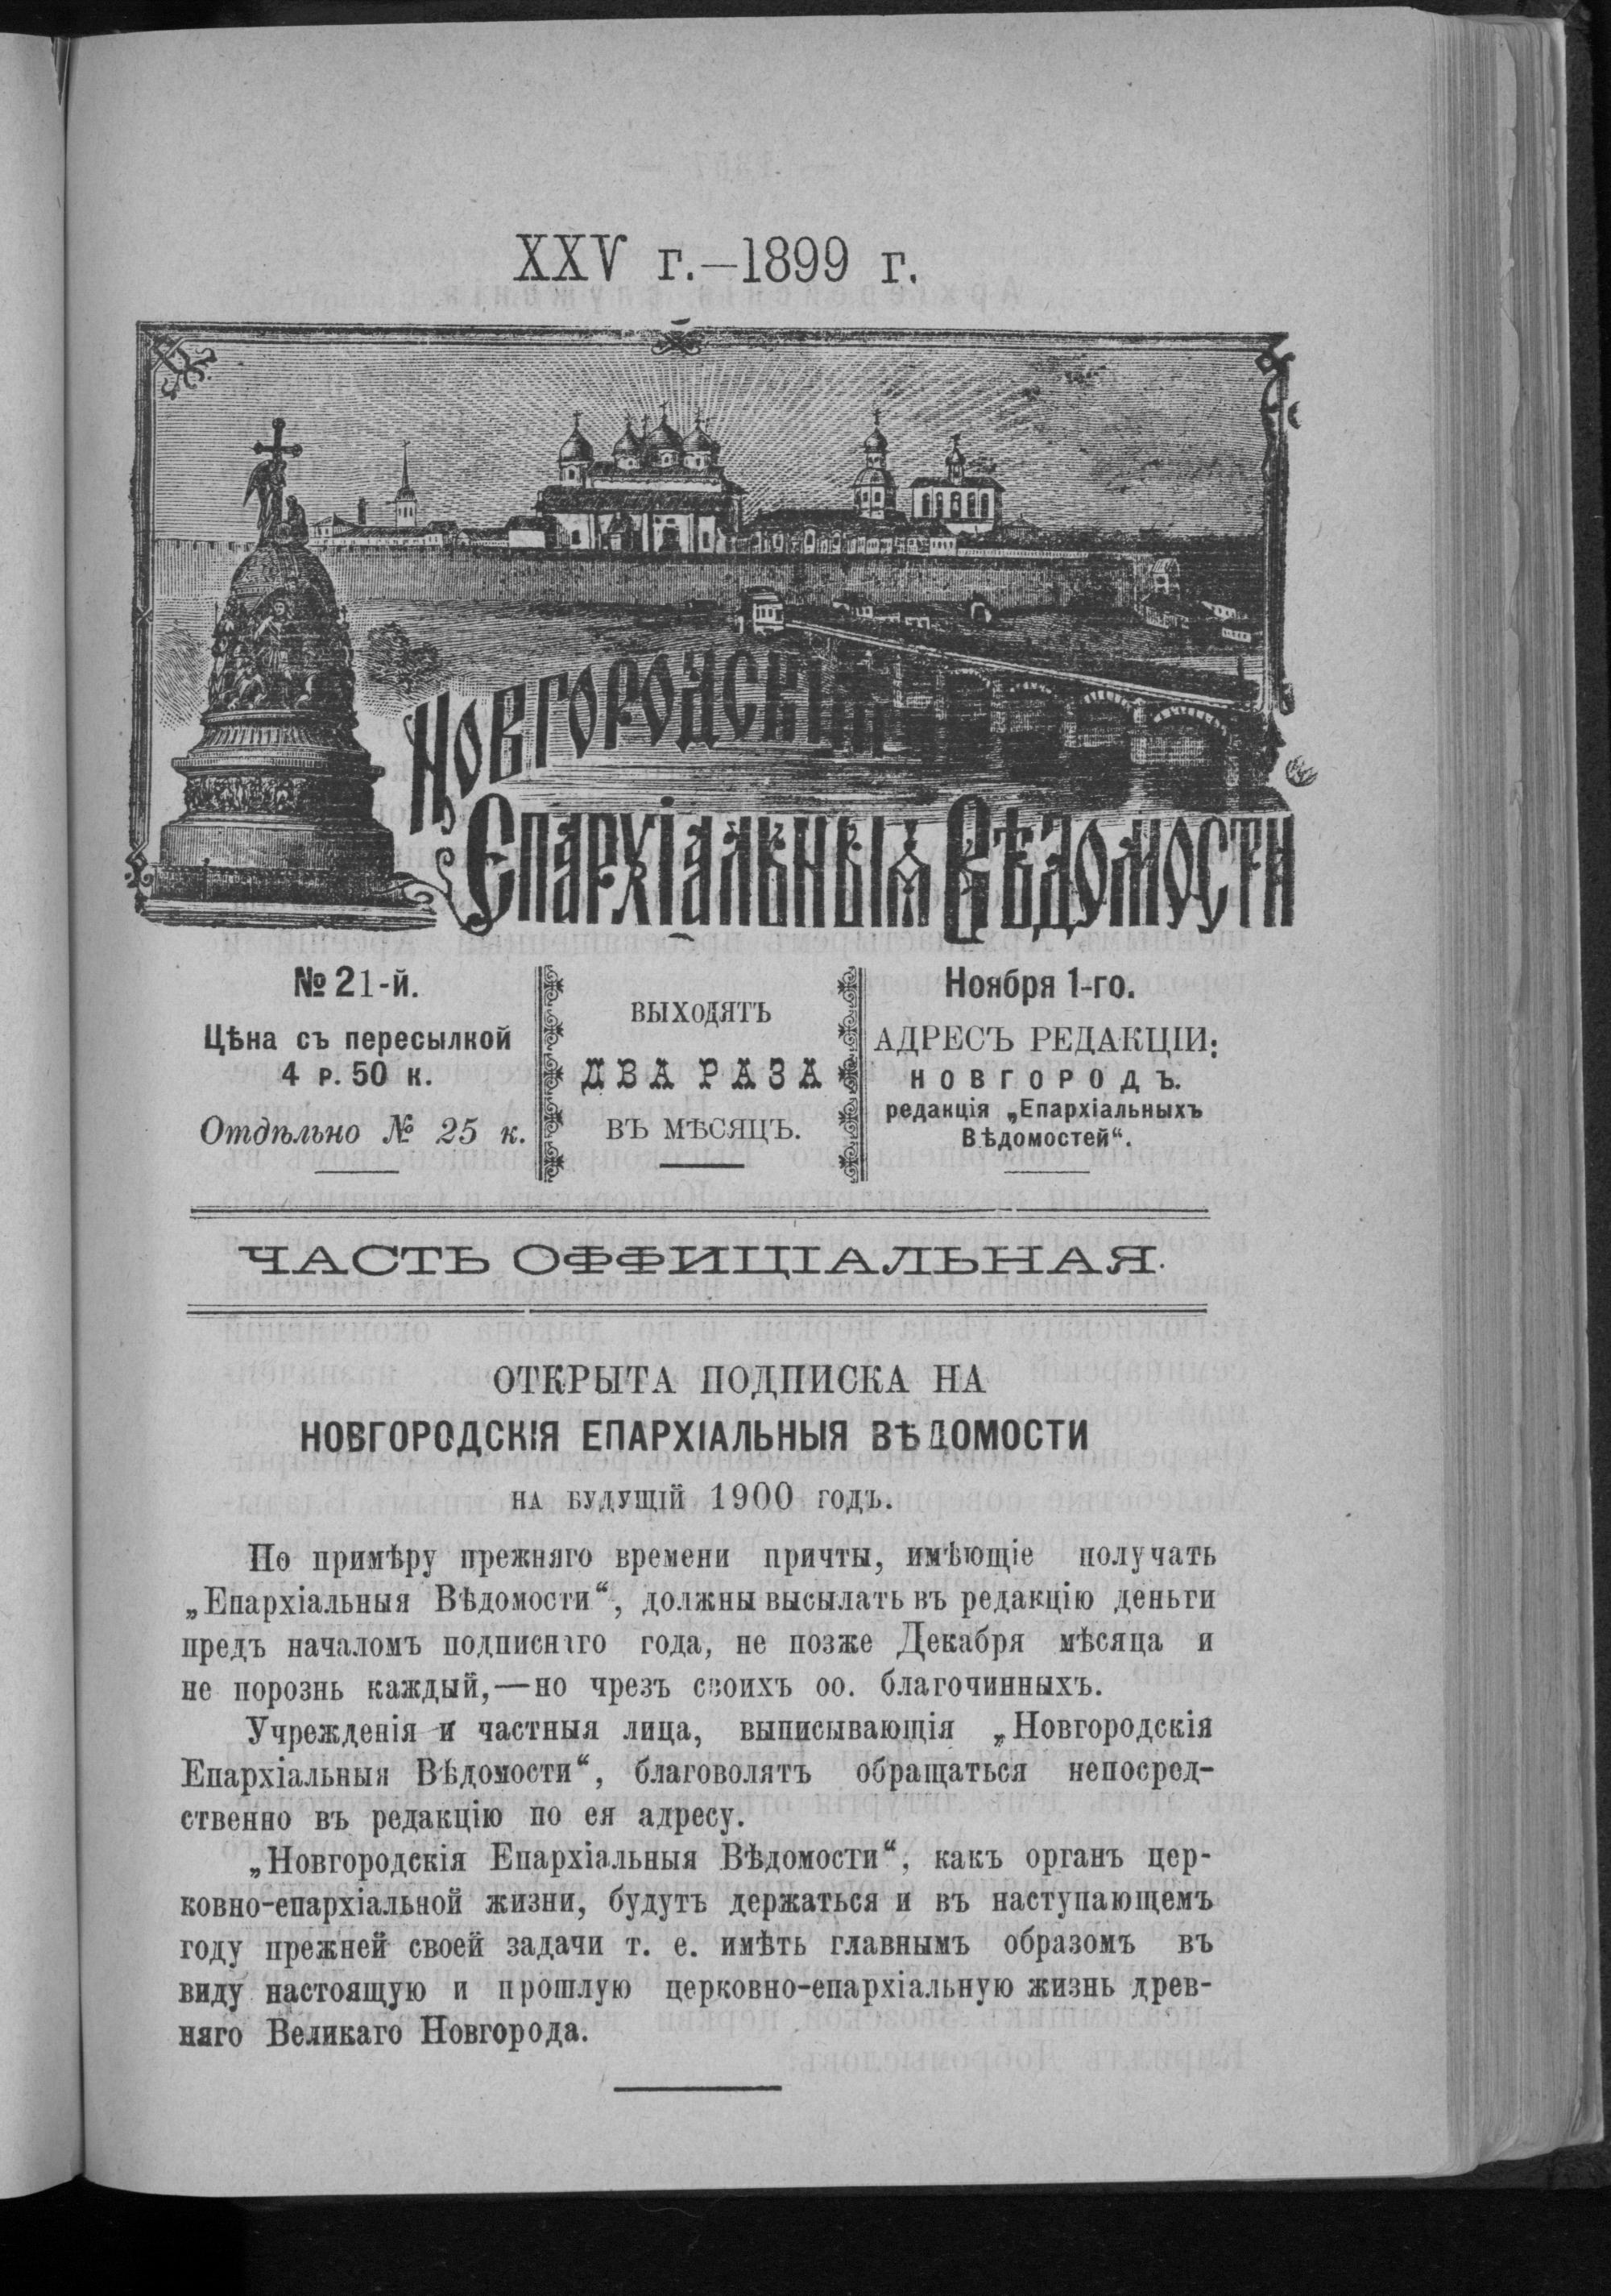 XXV г.—1899 г.
Новгородскія
Епархіальныя Вѣдомости
№ 21-й.
Цѣна съ пересылкой
4 р. 50 к.
Отдѣльно № 25 к.
ВЫХОДЯТЪ
ДВА РАЗА
ВЪ МѢСЯЦЪ.
Ноября 1-го.
АДРЕСЪ РЕДАКЦІИ:
НОВГОРОДЪ.
редакція „Епархіальныхъ
Вѣдомостей“.
ЧАСТЬ ОФФИЦІАЛЬНАЯ.
ОТКРЫТА ПОДПИСКА НА
НОВГОРОДСКІЯ ЕПАРХІАЛЬНЫЯ ВѢДОМОСТИ
НА БУДУЩІЙ 1900 ГОДЪ.
По примѣру прежняго времени причты, имѣющіе получать
„Епархіальныя Вѣдомости“, должны высылать въ редакцію деньги
предъ началомъ подписнаго года, не позже Декабря мѣсяца и
не порознь каждый,—но чрезъ своихъ оо. благочинныхъ.
Учрежденія и частныя лица, выписывающія „Новгородскія
Епархіальныя Вѣдомости“, благоволятъ обращаться непосред-
ственно въ редакцію по ея адресу.
„Новгородскія Епархіальныя Вѣдомости“, какъ органъ цер-
ковно-епархіальной жизни, будутъ держаться и въ наступающемъ
году прежней своей задачи т. е. имѣть главнымъ образомъ въ
виду настоящую и прошлую церковно-епархіальную жизнь древ-
няго Великаго Новгорода.